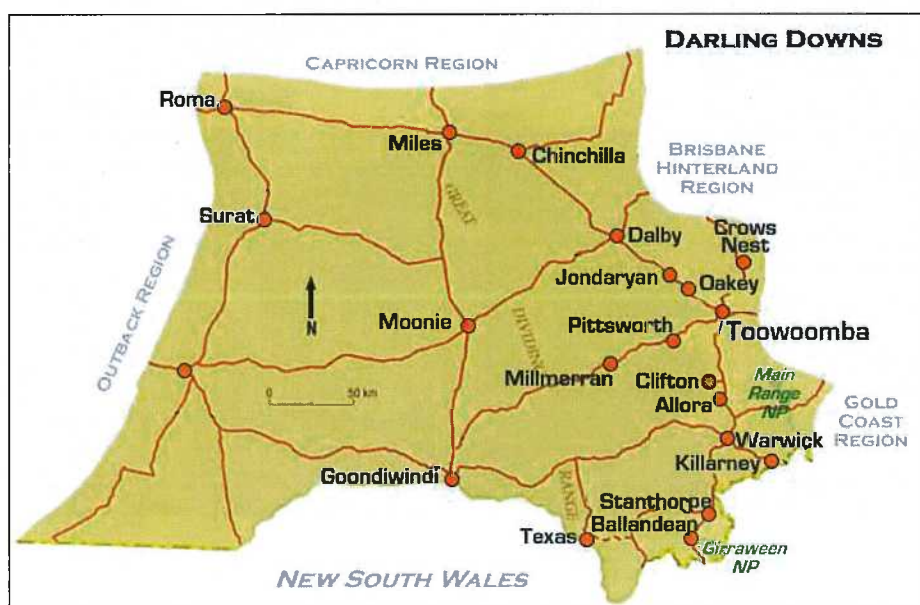 DARLING DOWNS
CAPRICORN REGION
Roma
Miles
Chinchilla
BRISBANE
HINTERLAND
REGION
GREAT
Surat
Crows
Nest
Dalby
Jondaryan
Oakey
OUTBACK REGION
N
Moonie
DIVIDING
Pittsworth
Toowoomba
Millmerran
Clifton
Main
Range
NP
0 50 km
Allora
GOLD
COAST
REGION
Warwick
Killarney
Goondiwindi
RANGE
Stanthorpe
Ballandean
Texas
Girraween
NP
NEW SOUTH WALES